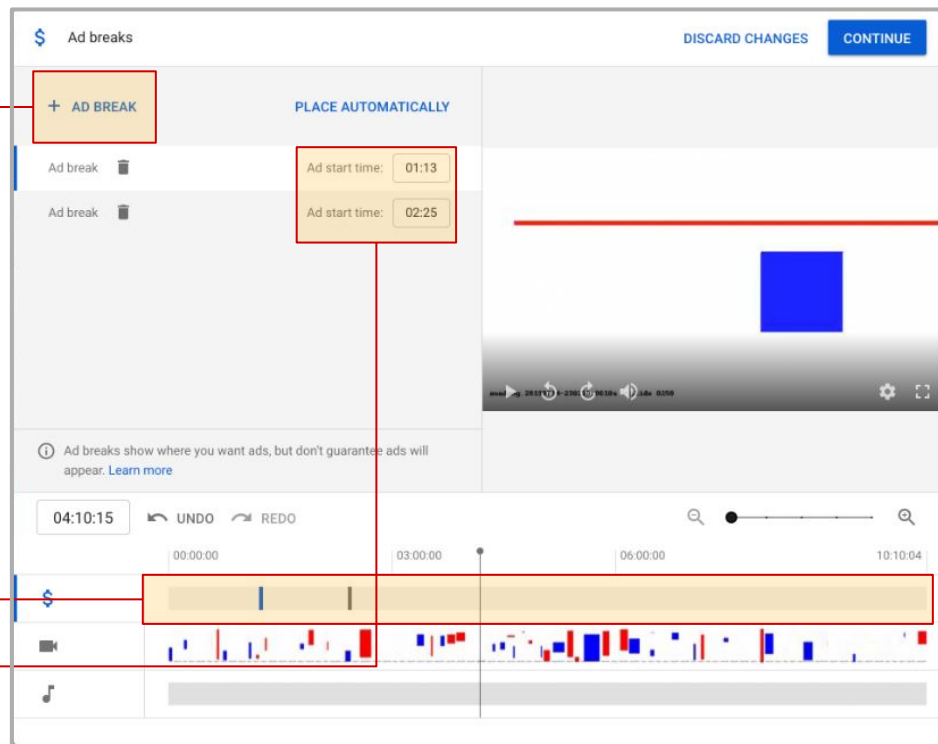 $ Ad breaks
DISCARD CHANGES
CONTINUE
+ AD BREAK
PLACE AUTOMATICALLY
Ad break
Ad start time: 01:13
Ad break
Ad start time: 02:25
Ad breaks show where you want ads, but don't guarantee ads will
appear. Learn more
04:10:15
UNDO
REDO
00:00:00
03:00:00
06:00:00
10:10:04
$